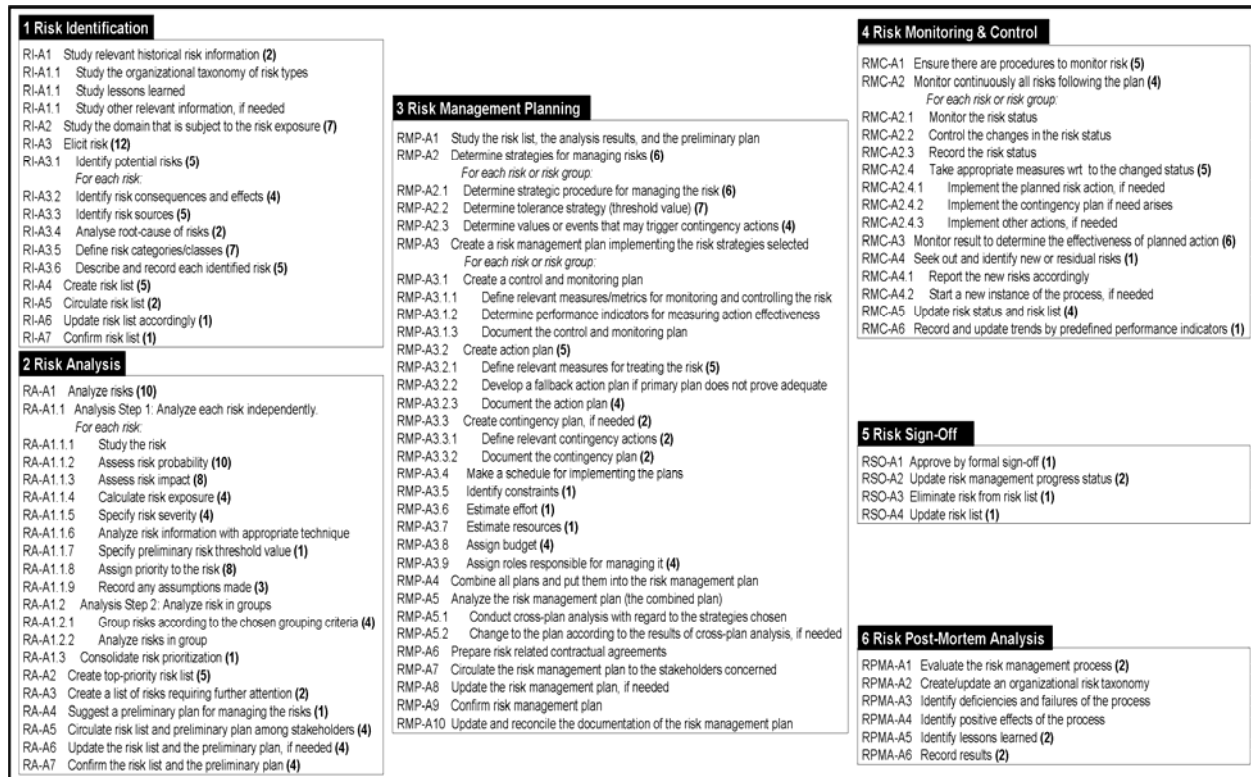 1 Risk Identification
RI-A1 Study relevant historical risk information (2)
RI-A1.1 Study the organizational taxonomy of risk types
RI-A1.1 Study lessons learned
RI-A1.1 Study other relevant information, if needed
RI-A2 Study the domain that is subject to the risk exposure (7)
RI-A3 Elicit risk (12)
RI-A3.1 Identify potential risks (5)
For each risk:
RI-A3.2 Identify risk consequences and effects (4)
RI-A3.3 Identify risk sources (5)
RI-A3.4 Analyse root-cause of risks (2)
RI-A3.5 Define risk categories/classes (7)
RI-A3.6 Describe and record each identified risk (5)
RI-A4 Create risk list (5)
RI-A5 Circulate risk list (2)
RI-A6 Update risk list accordingly (1)
RI-A7 Confirm risk list (1)
2 Risk Analysis
RA-A1 Analyze risks (10)
RA-A1.1 Analysis Step 1: Analyze each risk independently.
For each risk:
RA-A1.1.1 Study the risk
RA-A1.1.2 Assess risk probability (10)
RA-A1.1.3 Assess risk impact (8)
RA-A1.1.4 Calculate risk exposure (4)
RA-A1.1.5 Specify risk severity (4)
RA-A1.1.6 Analyze risk information with appropriate technique
RA-A1.1.7 Specify preliminary risk threshold value (1)
RA-A1.1.8 Assign priority to the risk (8)
RA-A1.1.9 Record any assumptions made (3)
RA-A1.2 Analysis Step 2: Analyze risk in groups
RA-A1.2.1 Group risks according to the chosen grouping criteria (4)
RA-A1.2.2 Analyze risks in group
RA-A1.3 Consolidate risk prioritization (1)
RA-A2 Create top-priority risk list (5)
RA-A3 Create a list of risks requiring further attention (2)
RA-A4 Suggest a preliminary plan for managing the risks (1)
RA-A5 Circulate risk list and preliminary plan among stakeholders (4)
RA-A6 Update the risk list and the preliminary plan, if needed (4)
RA-A7 Confirm the risk list and the preliminary plan (4)
3 Risk Management Planning
RMP-A1 Study the risk list, the analysis results, and the preliminary plan
RMP-A2 Determine strategies for managing risks (6)
For each risk or risk group:
RMP-A2.1 Determine strategic procedure for managing the risk (6)
RMP-A2.2 Determine tolerance strategy (threshold value) (7)
RMP-A2.3 Determine values or events that may trigger contingency actions (4)
RMP-A3 Create a risk management plan implementing the risk strategies selected
For each risk or risk group:
RMP-A3.1 Create a control and monitoring plan
RMP-A3.1.1 Define relevant measures/metrics for monitoring and controlling the risk
RMP-A3.1.2 Determine performance indicators for measuring action effectiveness
RMP-A3.1.3 Document the control and monitoring plan
RMP-A3.2 Create action plan (5)
RMP-A3.2.1 Define relevant measures for treating the risk (5)
RMP-A3.2.2 Develop a fallback action plan if primary plan does not prove adequate
RMP-A3.2.3 Document the action plan (4)
RMP-A3.3 Create contingency plan, if needed (2)
RMP-A3.3.1 Define relevant contingency actions (2)
RMP-A3.3.2 Document the contingency plan (2)
RMP-A3.4 Make a schedule for implementing the plans
RMP-A3.5 Identify constraints (1)
RMP-A3.6 Estimate effort (1)
RMP-A3.7 Estimate resources (1)
RMP-A3.8 Assign budget (4)
RMP-A3.9 Assign roles responsible for managing it (4)
RMP-A4 Combine all plans and put them into the risk management plan
RMP-A5 Analyze the risk management plan (the combined plan)
RMP-A5.1 Conduct cross-plan analysis with regard to the strategies chosen
RMP-A5.2 Change to the plan according to the results of cross-plan analysis, if needed
RMP-A6 Prepare risk related contractual agreements
RMP-A7 Circulate the risk management plan to the stakeholders concerned
RMP-A8 Update the risk management plan, if needed
RMP-A9 Confirm risk management plan
RMP-A10 Update and reconcile the documentation of the risk management plan
4 Risk Monitoring & Control
RMC-A1 Ensure there are procedures to monitor risk (5)
RMC-A2 Monitor continuously all risks following the plan (4)
For each risk or risk group:
RMC-A2.1 Monitor the risk status
RMC-A2.2 Control the changes in the risk status
RMC-A2.3 Record the risk status
RMC-A2.4 Take appropriate measures wrt to the changed status (5)
RMC-A2.4.1 Implement the planned risk action, if needed
RMC-A2.4.2 Implement the contingency plan if need arises
RMC-A2.4.3 Implement other actions, if needed
RMC-A3 Monitor result to determine the effectiveness of planned action (6)
RMC-A4 Seek out and identify new or residual risks (1)
RMC-A4.1 Report the new risks accordingly
RMC-A4.2 Start a new instance of the process, if needed
RMC-A5 Update risk status and risk list (4)
RMC-A6 Record and update trends by predefined performance indicators (1)
5 Risk Sign-Off
RSO-A1 Approve by formal sign-off (1)
RSO-A2 Update risk management progress status (2)
RSO-A3 Eliminate risk from risk list (1)
RSO-A4 Update risk list (1)
6 Risk Post-Mortem Analysis
RPMA-A1 Evaluate the risk management process (2)
RPMA-A2 Create/update an organizational risk taxonomy
RPMA-A3 Identify deficiencies and failures of the process
RPMA-A4 Identify positive effects of the process
RPMA-A5 Identify lessons learned (2)
RPMA-A6 Record results (2)